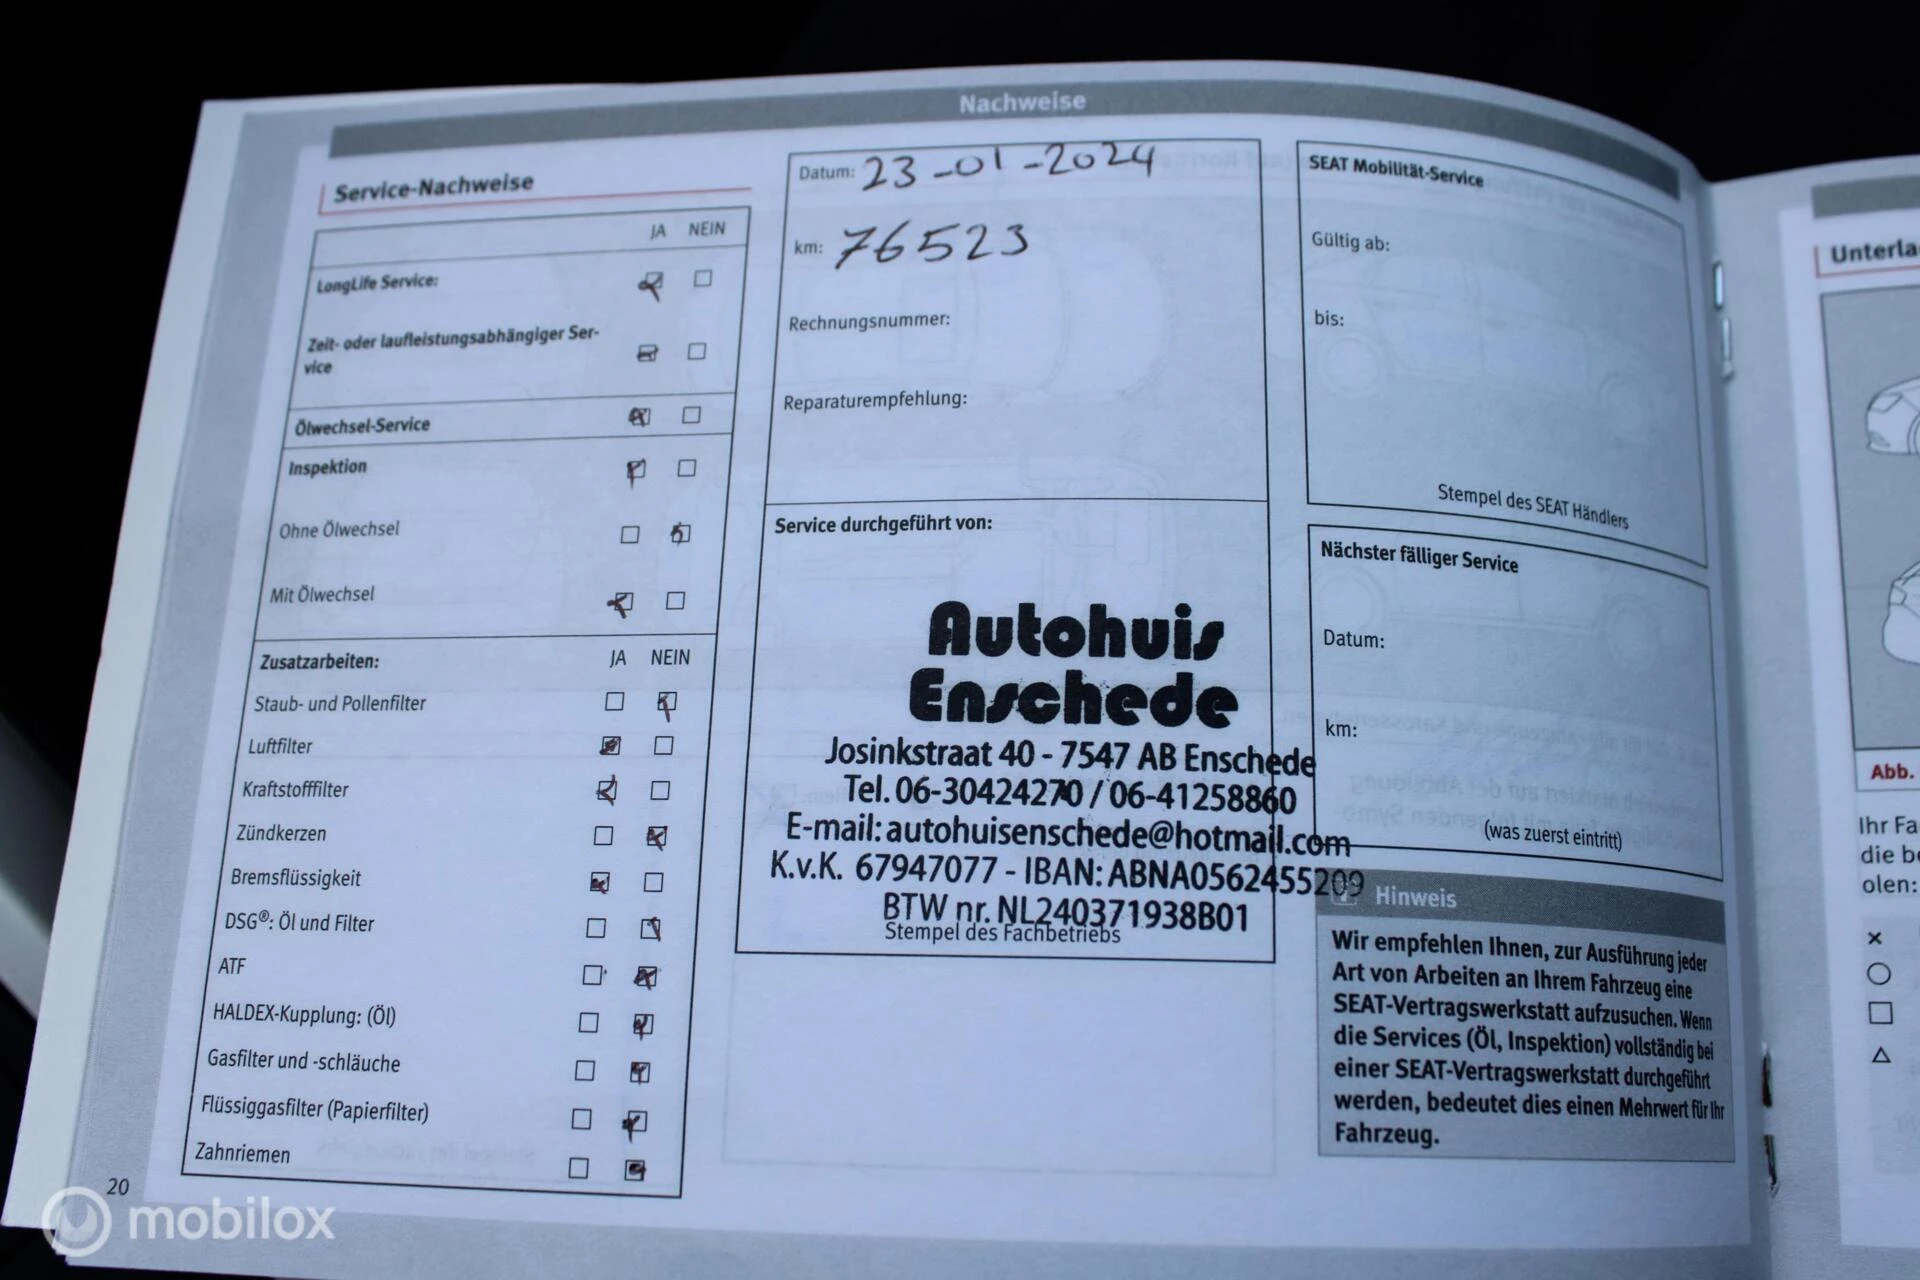 Nachweise
Service-Nachweise
JA NEIN
LongLife Service:
Zeit- oder laufleistungsabhängiger Ser-
vice
Ölwechsel-Service
Inspektion
Ohne Ölwechsel
Mit Ölwechsel
Zusatzarbeiten: JA NEIN
Staub- und Pollenfilter
Luftfilter
Kraftstofffilter
Zündkerzen
Bremsflüssigkeit
DSG®: Öl und Filter
ATF
HALDEX-Kupplung: (Öl)
Gasfilter und -schläuche
Flüssiggasfilter (Papierfilter)
Zahnriemen
20
Datum: 23-01-2024
km: 76523
Rechnungsnummer:
Reparaturempfehlung:
Service durchgeführt von:
Autohuis
Enschede
Josinkstraat 40 - 7547 AB Enschede
Tel. 06-30424270 / 06-41258860
E-mail: autohuisenschede@hotmail.com
K.v.K. 67947077 - IBAN: ABNA0562455209
BTW nr. NL240371938B01
Stempel des Fachbetriebs
SEAT Mobilität-Service
Gültig ab:
bis:
Stempel des SEAT Händlers
Nächster fälliger Service
Datum:
km:
(was zuerst eintritt)
Hinweis
Wir empfehlen Ihnen, zur Ausführung jeder
Art von Arbeiten an Ihrem Fahrzeug eine
SEAT-Vertragswerkstatt aufzusuchen. Wenn
die Services (Öl, Inspektion) vollständig bei
einer SEAT-Vertragswerkstatt durchgeführt
werden, bedeutet dies einen Mehrwert für Ihr
Fahrzeug.
Abb.
Ihr
die
olen:
mobilox